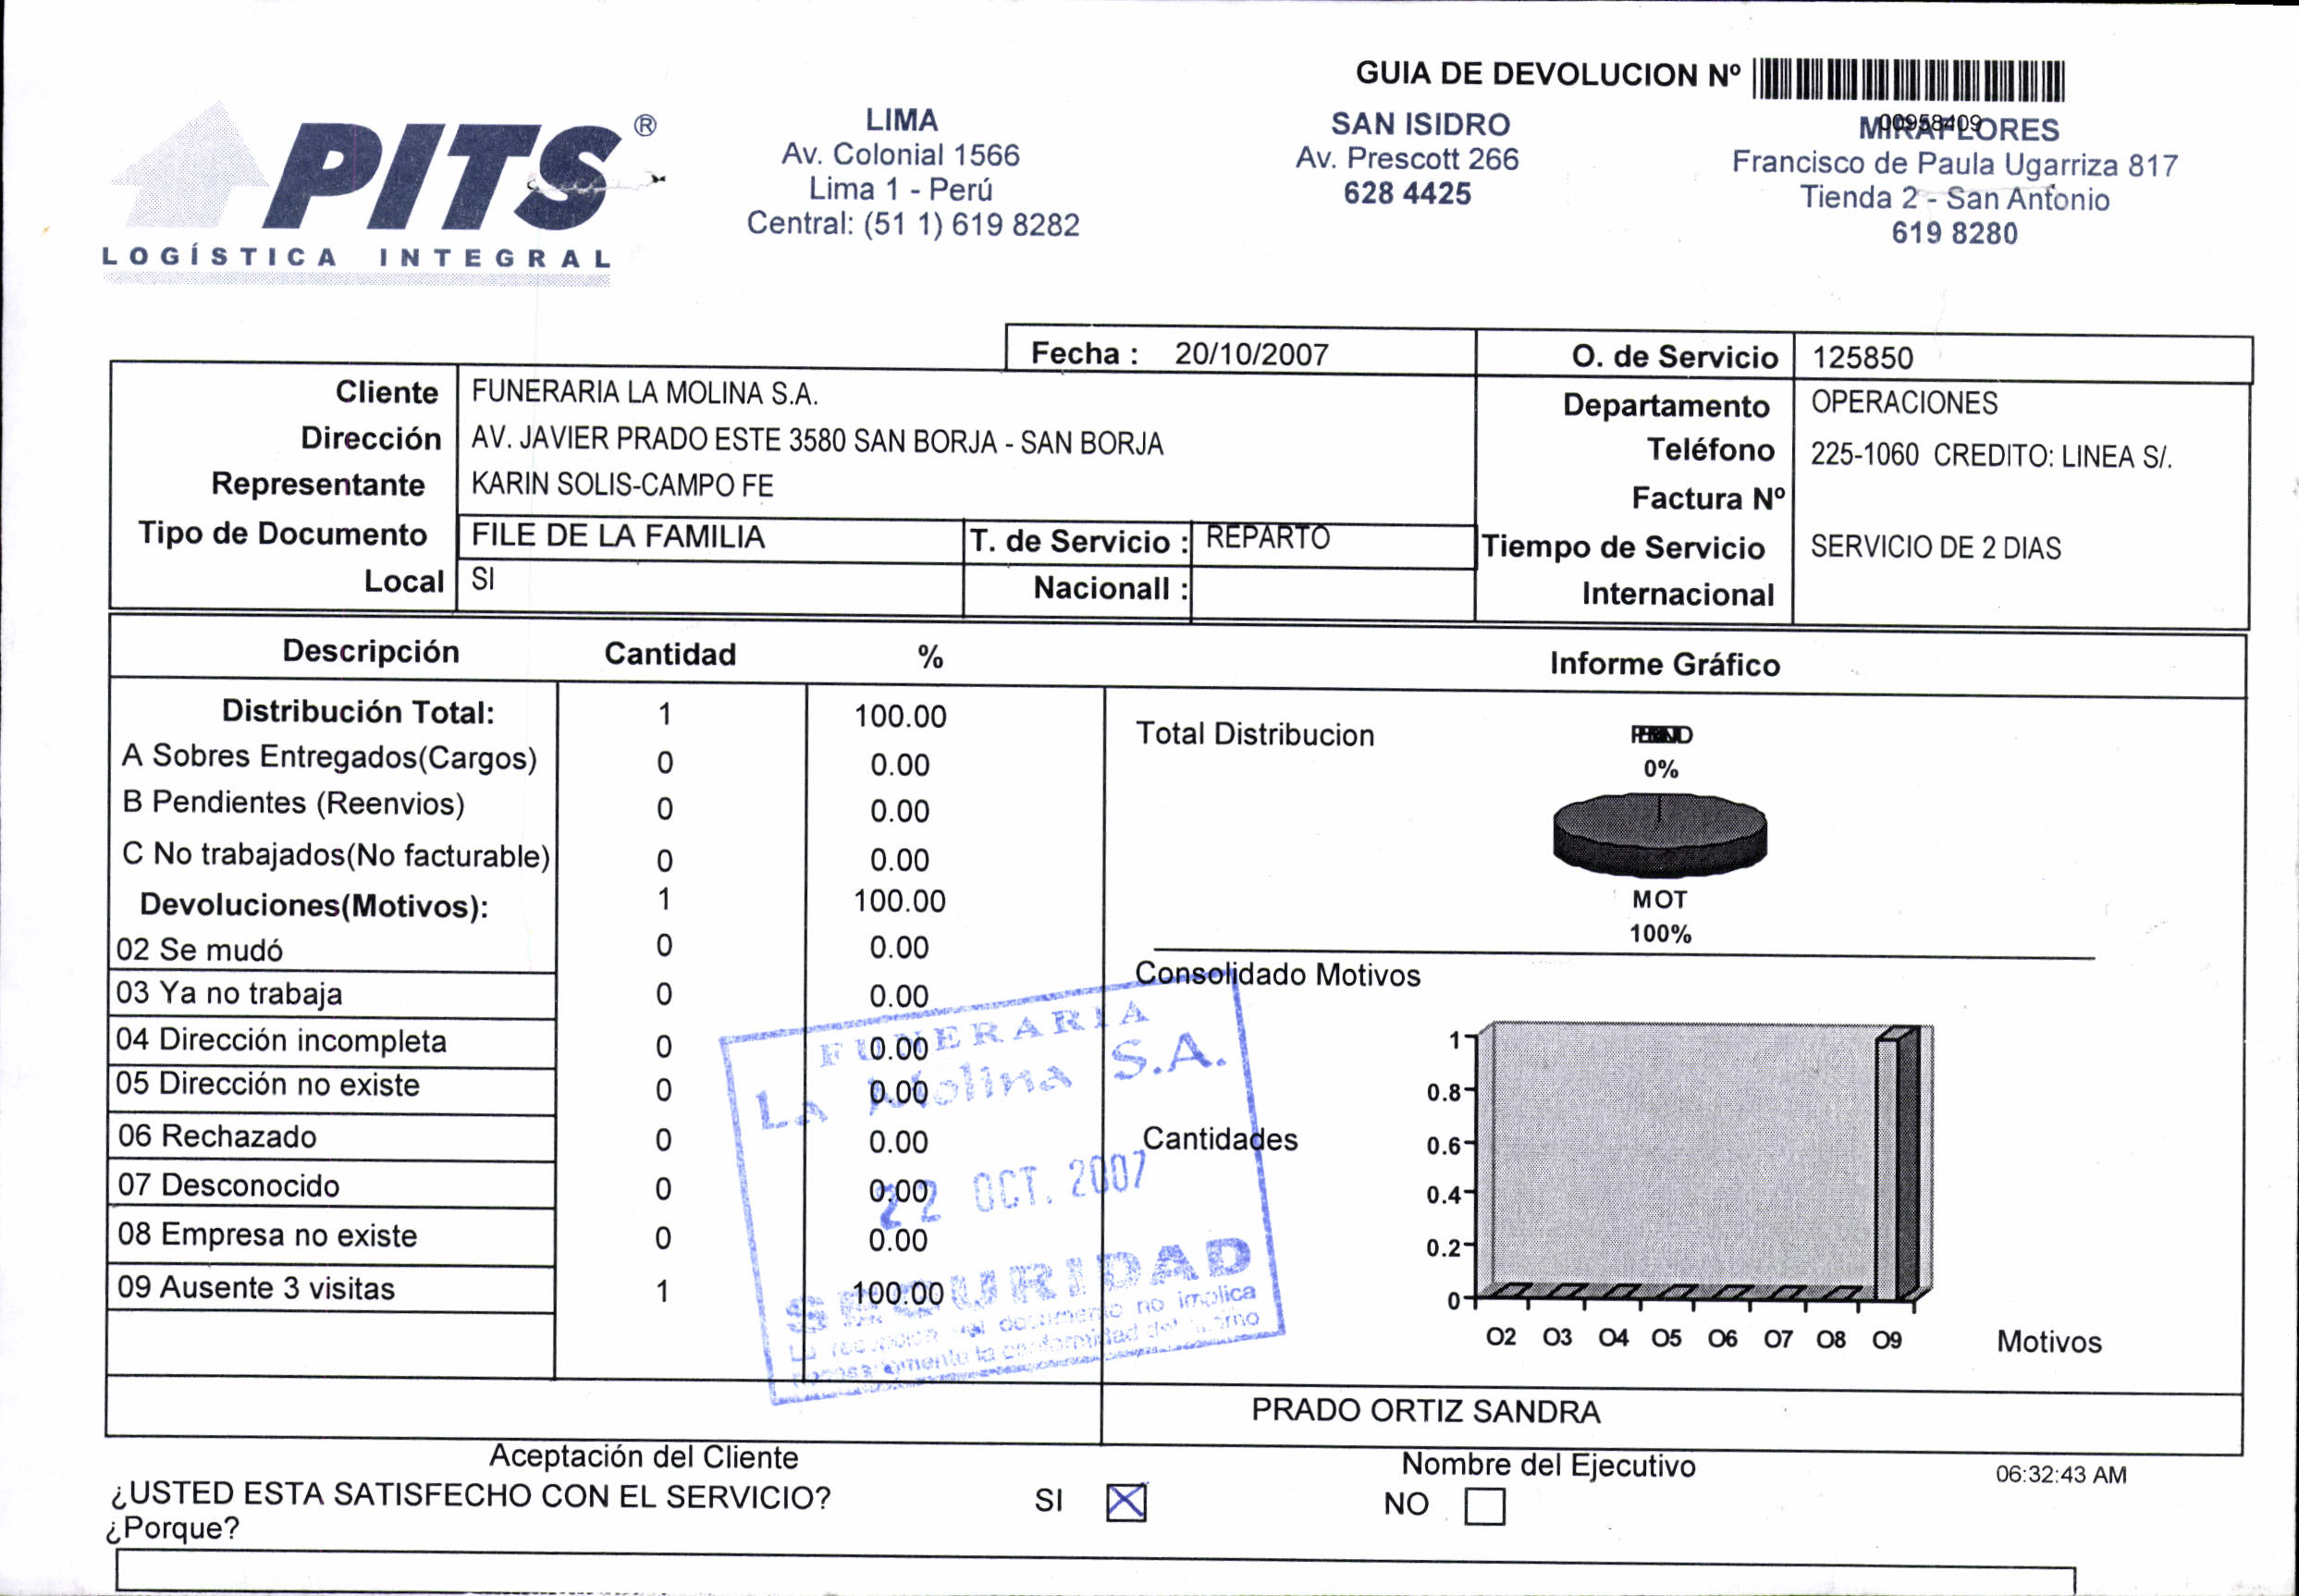 GUIA DE DEVOLUCION Nº
00958409
PITS®
LOGÍSTICA INTEGRAL
LIMA
Av. Colonial 1566
Lima 1 - Perú
Central: (51 1) 619 8282
SAN ISIDRO
Av. Prescott 266
628 4425
MIRAFLORES
Francisco de Paula Ugarriza 817
Tienda 2 - San Antonio
619 8280
Fecha : 20/10/2007 O. de Servicio 125850
Cliente FUNERARIA LA MOLINA S.A. Departamento OPERACIONES
Dirección AV. JAVIER PRADO ESTE 3580 SAN BORJA - SAN BORJA Teléfono 225-1060 CREDITO: LINEA S/.
Representante KARIN SOLIS-CAMPO FE Factura Nº
Tipo de Documento FILE DE LA FAMILIA T. de Servicio : REPARTO Tiempo de Servicio SERVICIO DE 2 DIAS
Local SI Nacionall : Internacional
Descripción Cantidad % Informe Gráfico
Distribución Total: 1 100.00
A Sobres Entregados(Cargos) 0 0.00
B Pendientes (Reenvios) 0 0.00
C No trabajados(No facturable) 0 0.00
Devoluciones(Motivos): 1 100.00
02 Se mudó 0 0.00
03 Ya no trabaja 0 0.00
04 Dirección incompleta 0 0.00
05 Dirección no existe 0 0.00
06 Rechazado 0 0.00
07 Desconocido 0 0.00
08 Empresa no existe 0 0.00
09 Ausente 3 visitas 1 100.00
Total Distribucion
0%
MOT
100%
Consolidado Motivos
Cantidades
1
0.8
0.6
0.4
0.2
0
O2 O3 O4 O5 O6 O7 O8 O9
Motivos
FUNERARIA
La Molina S.A.
22 OCT. 2007
SEGURIDAD
La recepcion del documento no implica
necesariamente la conformidad del mismo
PRADO ORTIZ SANDRA
Aceptación del Cliente Nombre del Ejecutivo 06:32:43 AM
¿USTED ESTA SATISFECHO CON EL SERVICIO? SI X NO
¿Porque?